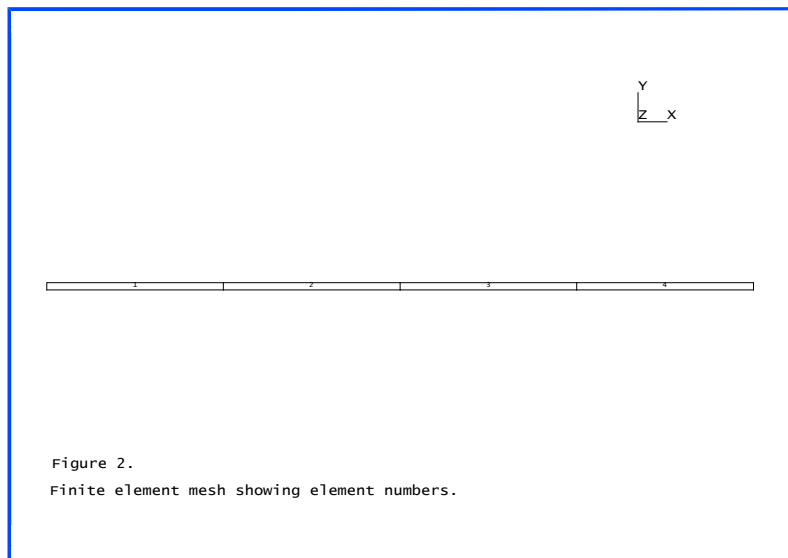 Y
Z X
1 2 3 4
Figure 2.
Finite element mesh showing element numbers.